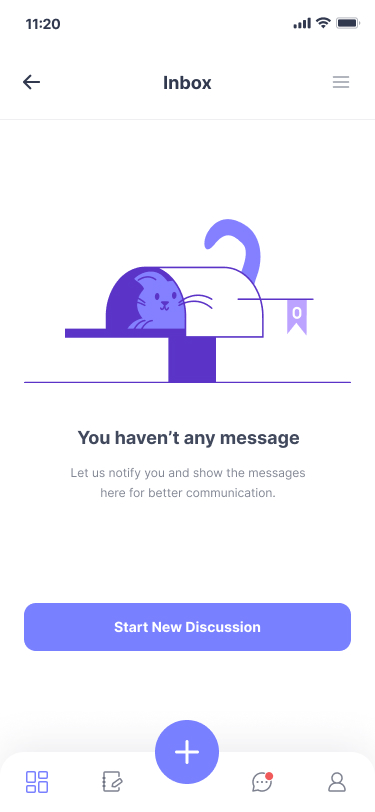 11:20
Inbox
0
You haven’t any message
Let us notify you and show the messages
here for better communication.
Start New Discussion